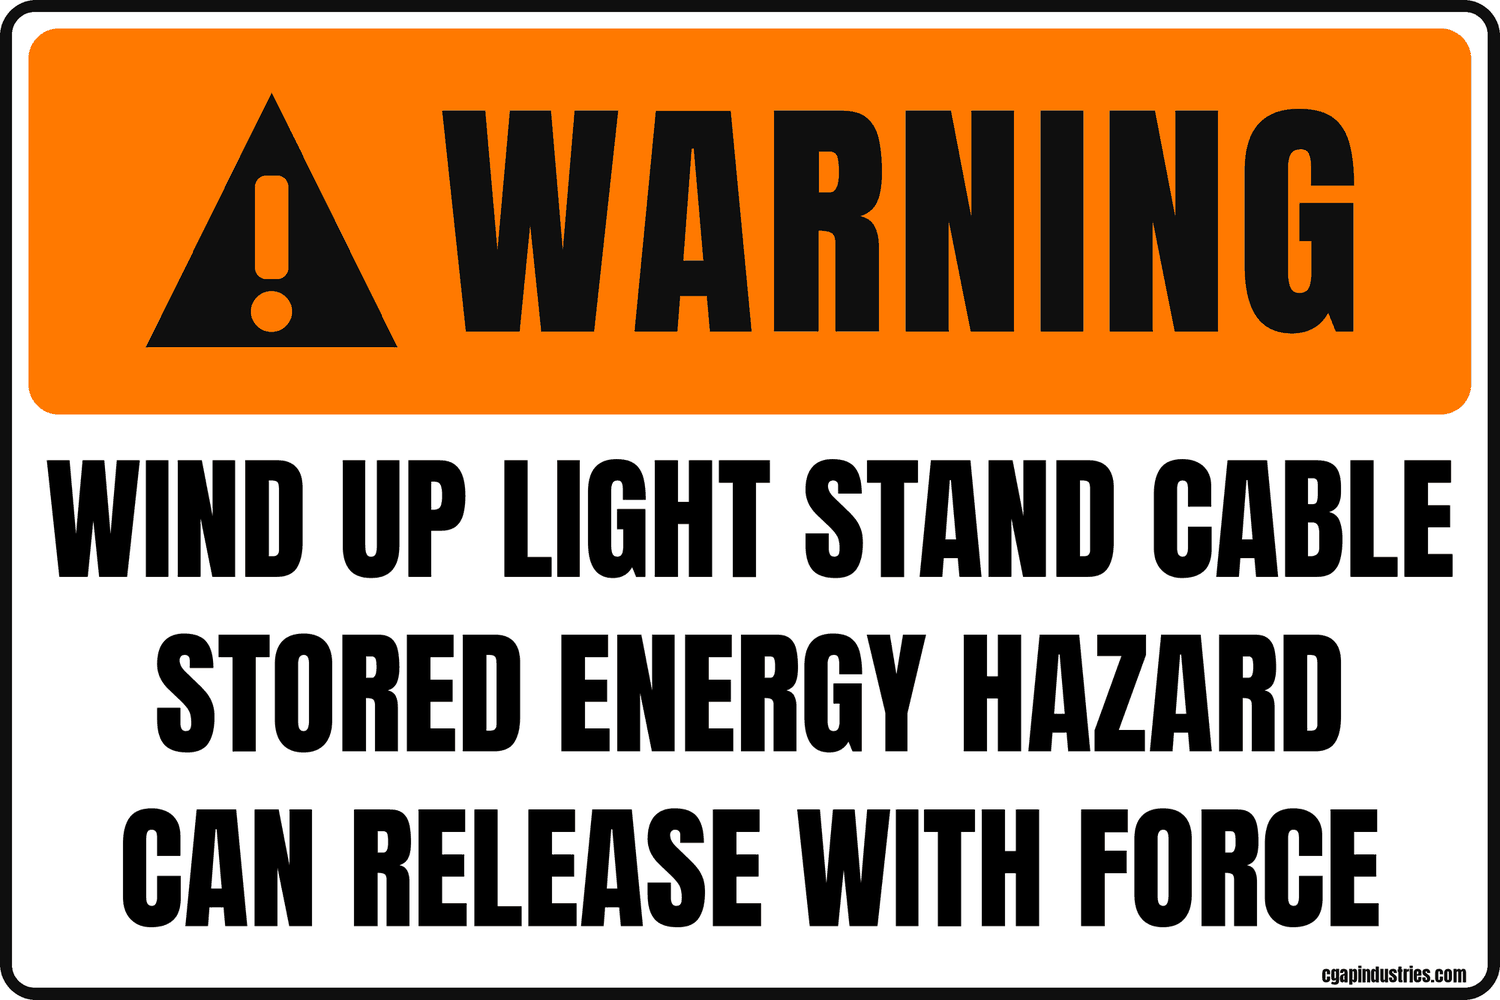 WARNING
WIND UP LIGHT STAND CABLE
STORED ENERGY HAZARD
CAN RELEASE WITH FORCE
cgapindustries.com